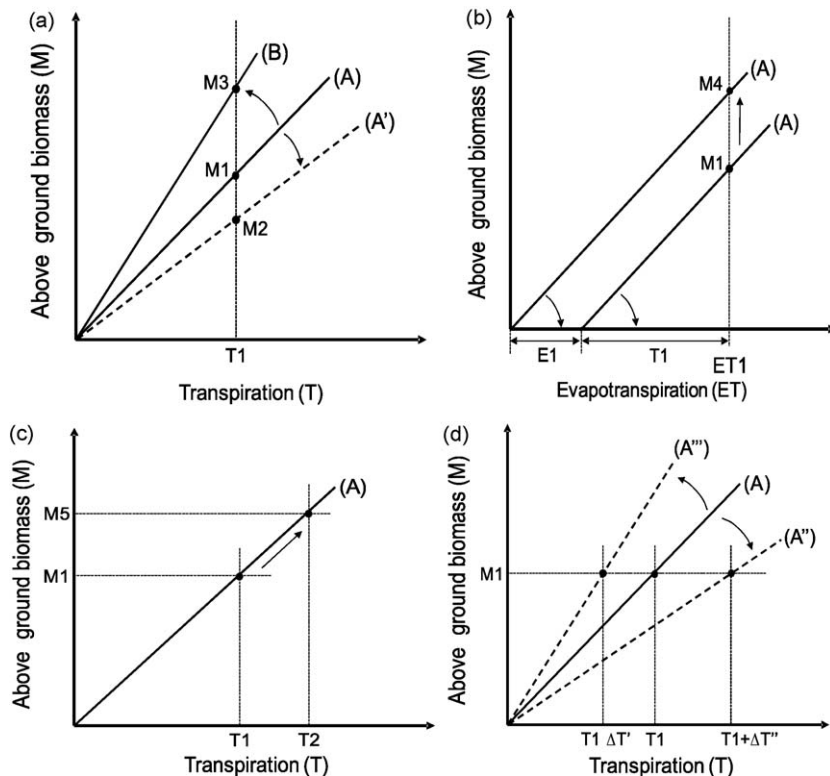 (a)
Above ground biomass (M)
(B)
M3
(A)
(A')
M1
M2
T1
Transpiration (T)
(b)
Above ground biomass (M)
M4
(A)
(A)
M1
E1
T1
ET1
Evapotranspiration (ET)
(c)
Above ground biomass (M)
(A)
M5
M1
T1
T2
Transpiration (T)
(d)
Above ground biomass (M)
(A''')
(A)
(A'')
M1
T1 ΔT'
T1
T1+ΔT''
Transpiration (T)